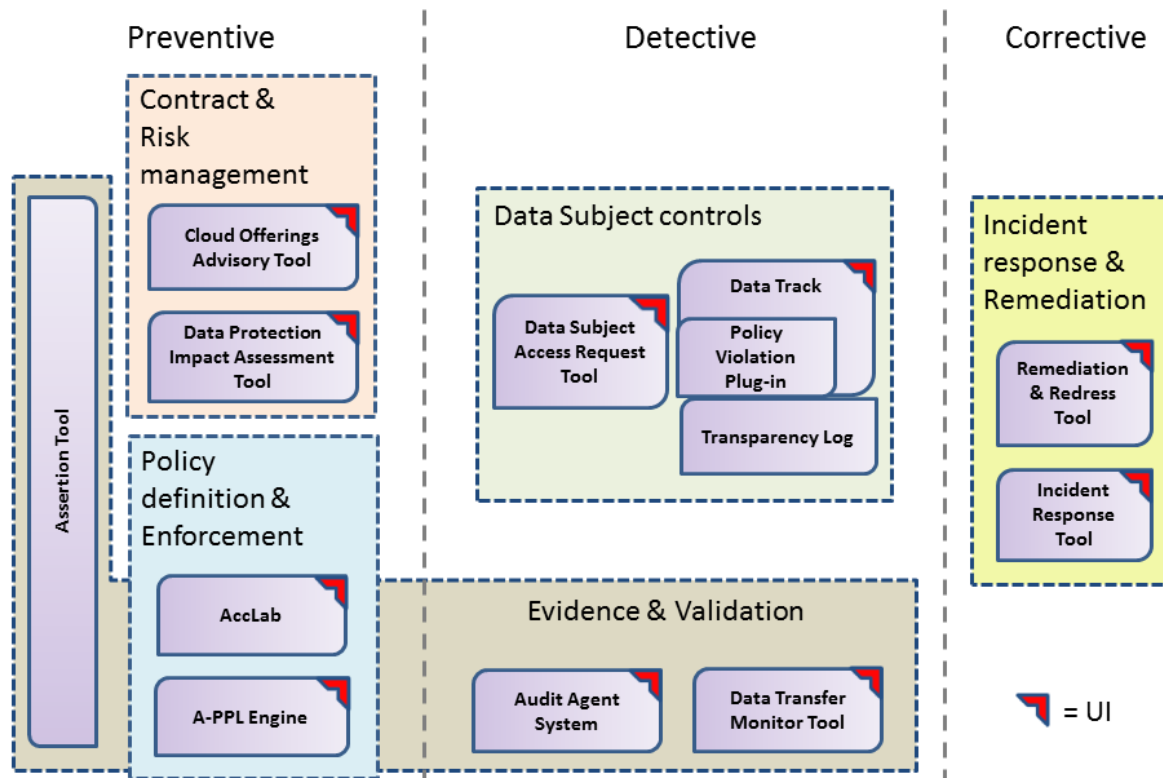 Preventive
Detective
Corrective
Contract &
Risk
management
Cloud Offerings
Advisory Tool
Data Protection
Impact Assessment
Tool
Assertion Tool
Policy
definition &
Enforcement
AccLab
A-PPL Engine
Data Subject controls
Data Subject
Access Request
Tool
Data Track
Policy
Violation
Plug-in
Transparency Log
Evidence & Validation
Audit Agent
System
Data Transfer
Monitor Tool
Incident
response &
Remediation
Remediation
& Redress
Tool
Incident
Response
Tool
= UI